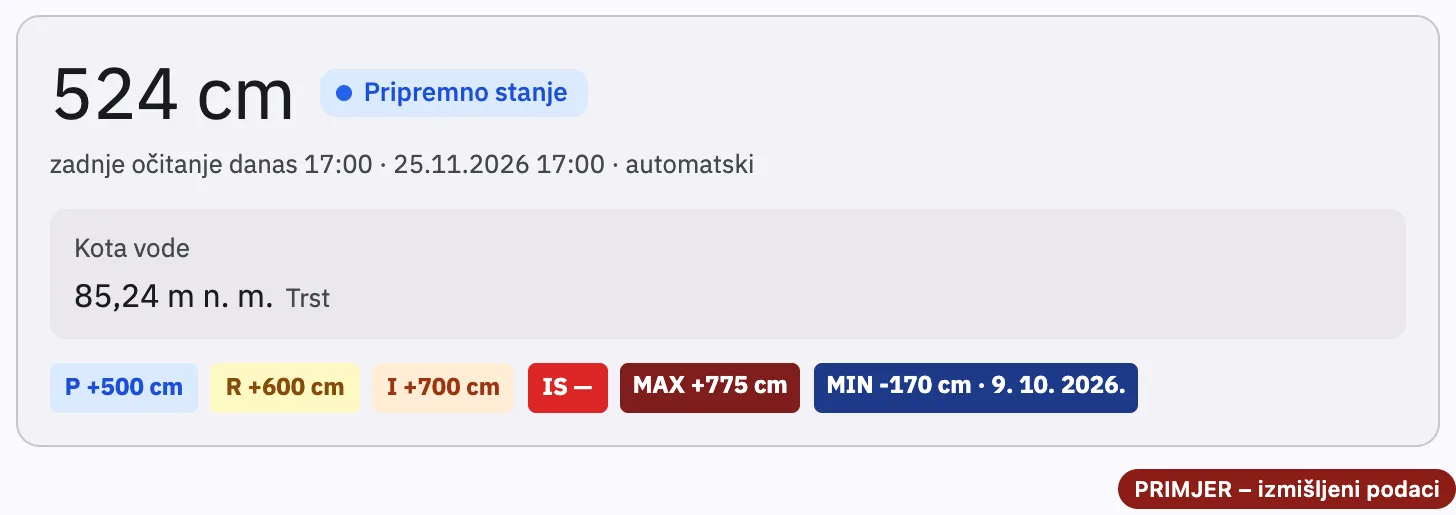 524 cm Pripremno stanje
zadnje očitanje danas 17:00 · 25.11.2026 17:00 · automatski
Kota vode
85,24 m n. m. Trst
P +500 cm R +600 cm I +700 cm IS — MAX +775 cm MIN -170 cm · 9. 10. 2026.
PRIMJER – izmišljeni podaci